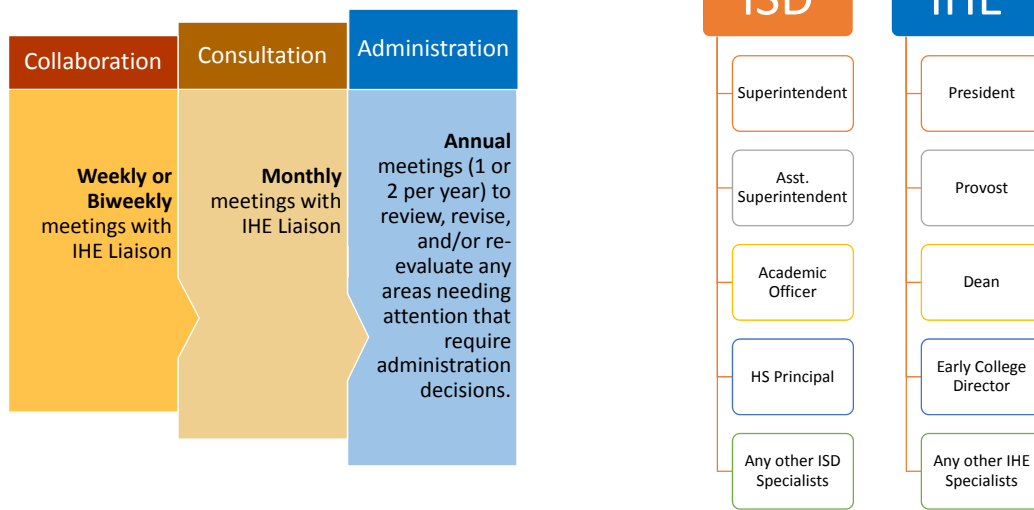 Collaboration
Weekly or
Biweekly
meetings with
IHE Liaison
Consultation
Monthly
meetings with
IHE Liaison
Administration
Annual
meetings (1 or
2 per year) to
review, revise,
and/or re-
evaluate any
areas needing
attention that
require
administration
decisions.
ISD
Superintendent
Asst.
Superintendent
Academic
Officer
HS Principal
Any other ISD
Specialists
IHE
President
Provost
Dean
Early College
Director
Any other IHE
Specialists